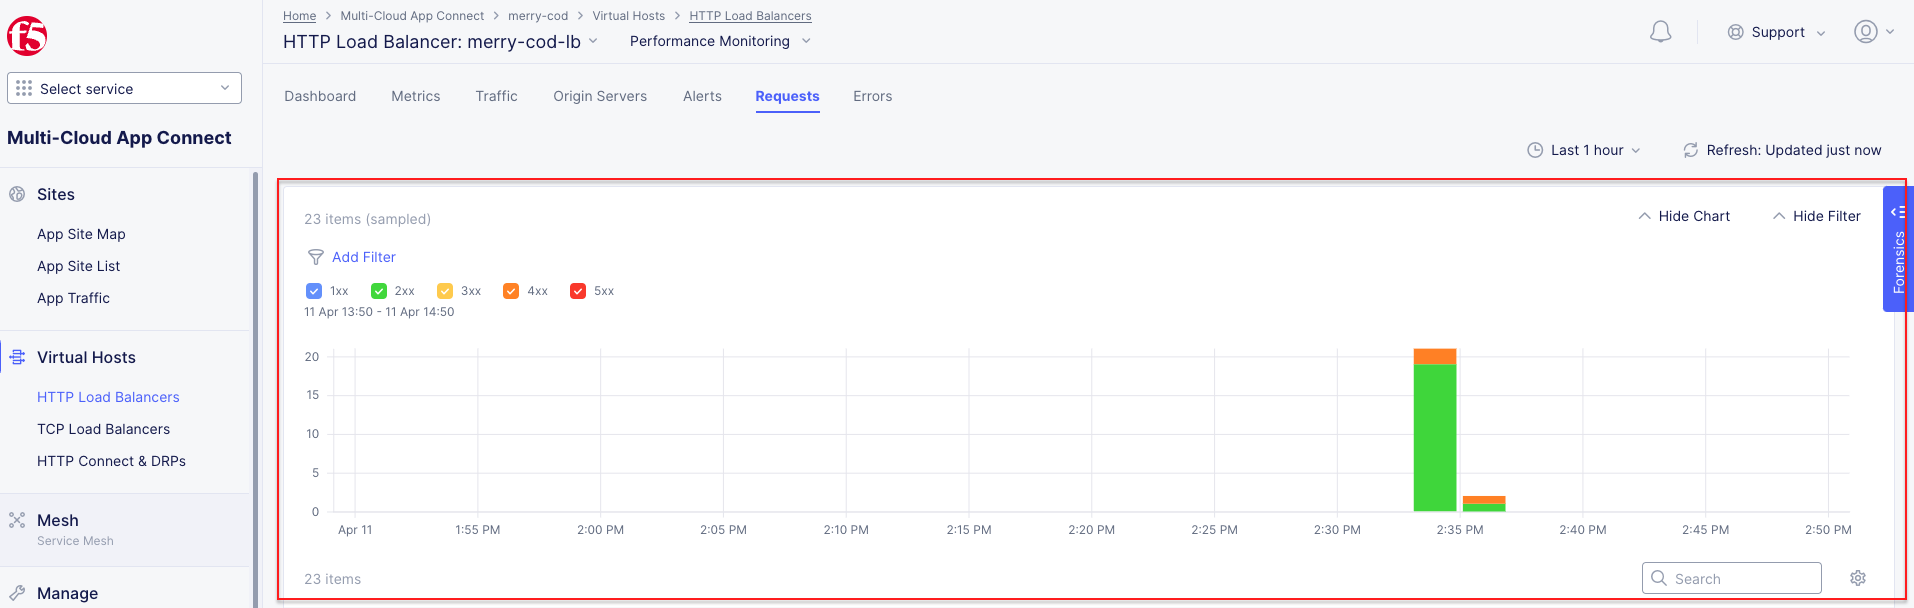 Home > Multi-Cloud App Connect > merry-cod > Virtual Hosts > HTTP Load Balancers
f5
HTTP Load Balancer: merry-cod-lb Performance Monitoring
Support
Select service
Dashboard Metrics Traffic Origin Servers Alerts Requests Errors
Multi-Cloud App Connect
Last 1 hour Refresh: Updated just now
Sites
App Site Map
App Site List
App Traffic
Virtual Hosts
HTTP Load Balancers
TCP Load Balancers
HTTP Connect & DRPs
Mesh
Service Mesh
Manage
23 items (sampled) Hide Chart Hide Filter
Forensics
Add Filter
1xx 2xx 3xx 4xx 5xx
11 Apr 13:50 - 11 Apr 14:50
20
15
10
5
0
Apr 11 1:55 PM 2:00 PM 2:05 PM 2:10 PM 2:15 PM 2:20 PM 2:25 PM 2:30 PM 2:35 PM 2:40 PM 2:45 PM 2:50 PM
23 items Search